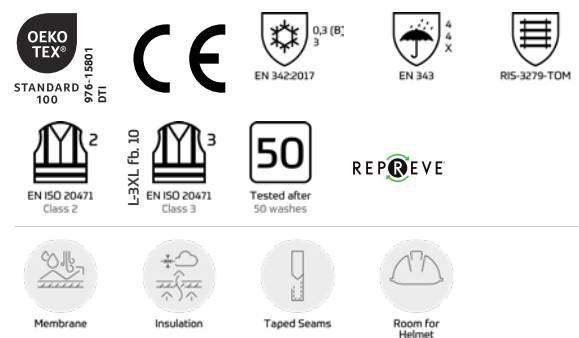 OEKO
TEX®
STANDARD
100
976-15801
DTI
CE
0,3 (B)
3
EN 342:2017
4
4
X
EN 343
RIS-3279-TOM
2
EN ISO 20471
Class 2
L-3XL fb. 10
3
EN ISO 20471
Class 3
50
Tested after
50 washes
REPREVE
Membrane
Insulation
Taped Seams
Room for
Helmet